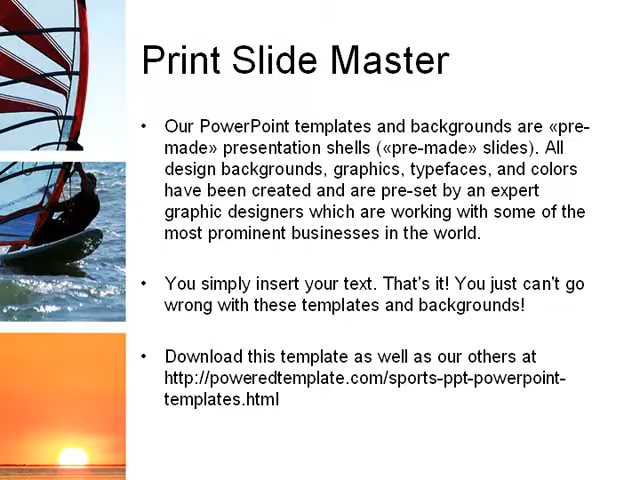 Print Slide Master
• Our PowerPoint templates and backgrounds are «pre-
made» presentation shells («pre-made» slides). All
design backgrounds, graphics, typefaces, and colors
have been created and are pre-set by an expert
graphic designers which are working with some of the
most prominent businesses in the world.
• You simply insert your text. That's it! You just can't go
wrong with these templates and backgrounds!
• Download this template as well as our others at
http://poweredtemplate.com/sports-ppt-powerpoint-
templates.html